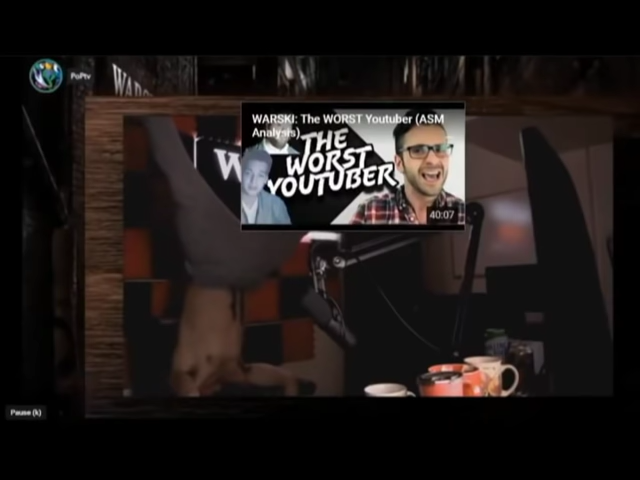 PoPtv
WARSKI: The WORST Youtuber (ASM
Analysis)
THE
WORST
YOUTUBER
40:07
Pause (k)